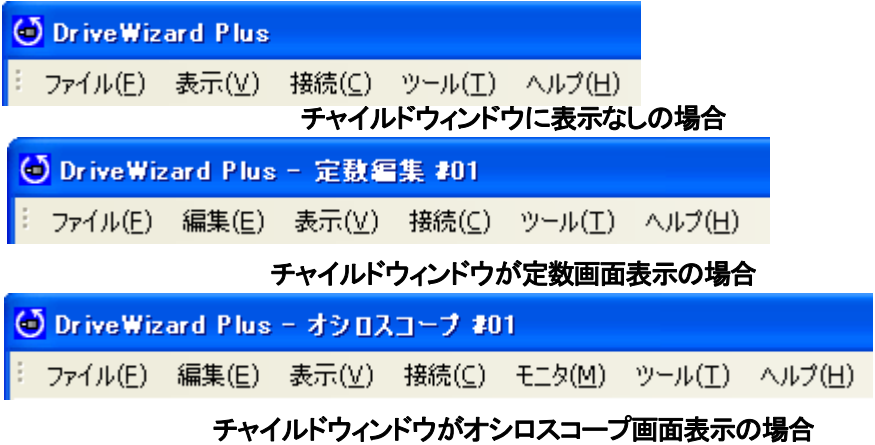 DriveWizard Plus
ファイル(F) 表示(V) 接続(C) ツール(T) ヘルプ(H)
チャイルドウィンドウに表示なしの場合
DriveWizard Plus - 定数編集 #01
ファイル(F) 編集(E) 表示(V) 接続(C) ツール(T) ヘルプ(H)
チャイルドウィンドウが定数画面表示の場合
DriveWizard Plus - オシロスコープ #01
ファイル(F) 編集(E) 表示(V) 接続(C) モニタ(M) ツール(T) ヘルプ(H)
チャイルドウィンドウがオシロスコープ画面表示の場合